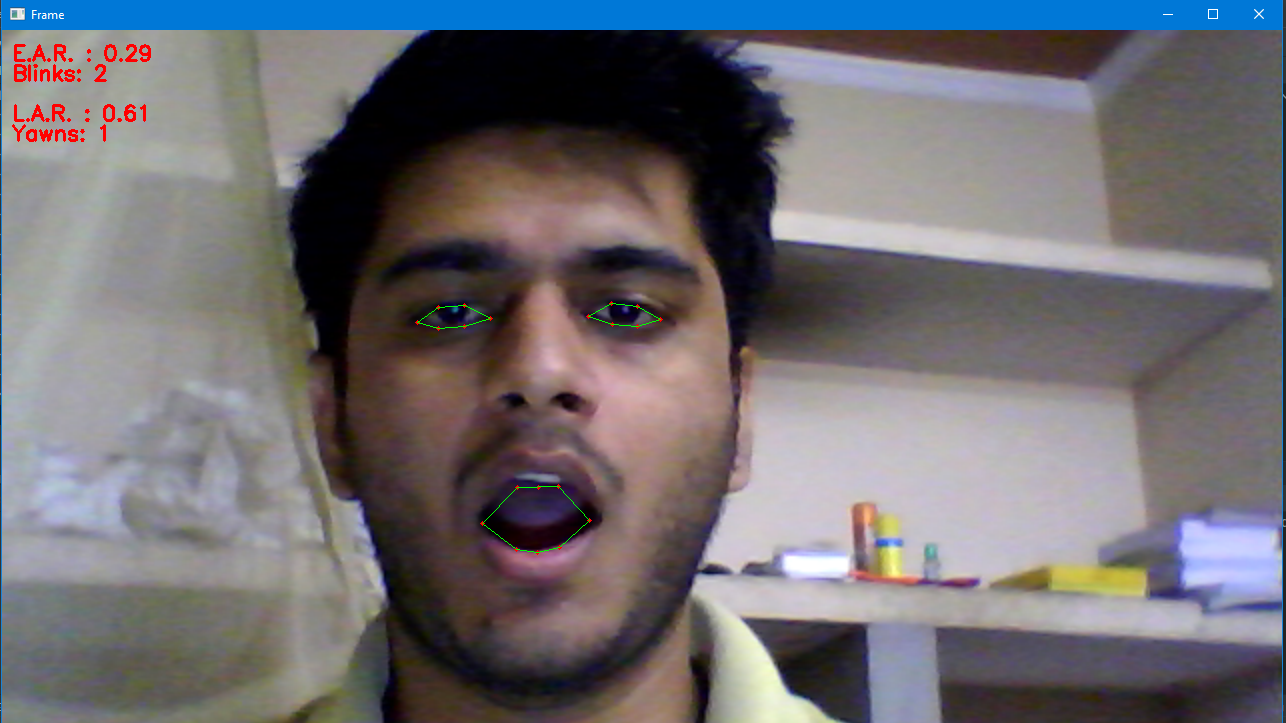 Frame
E.A.R. : 0.29
Blinks: 2
L.A.R. : 0.61
Yawns: 1